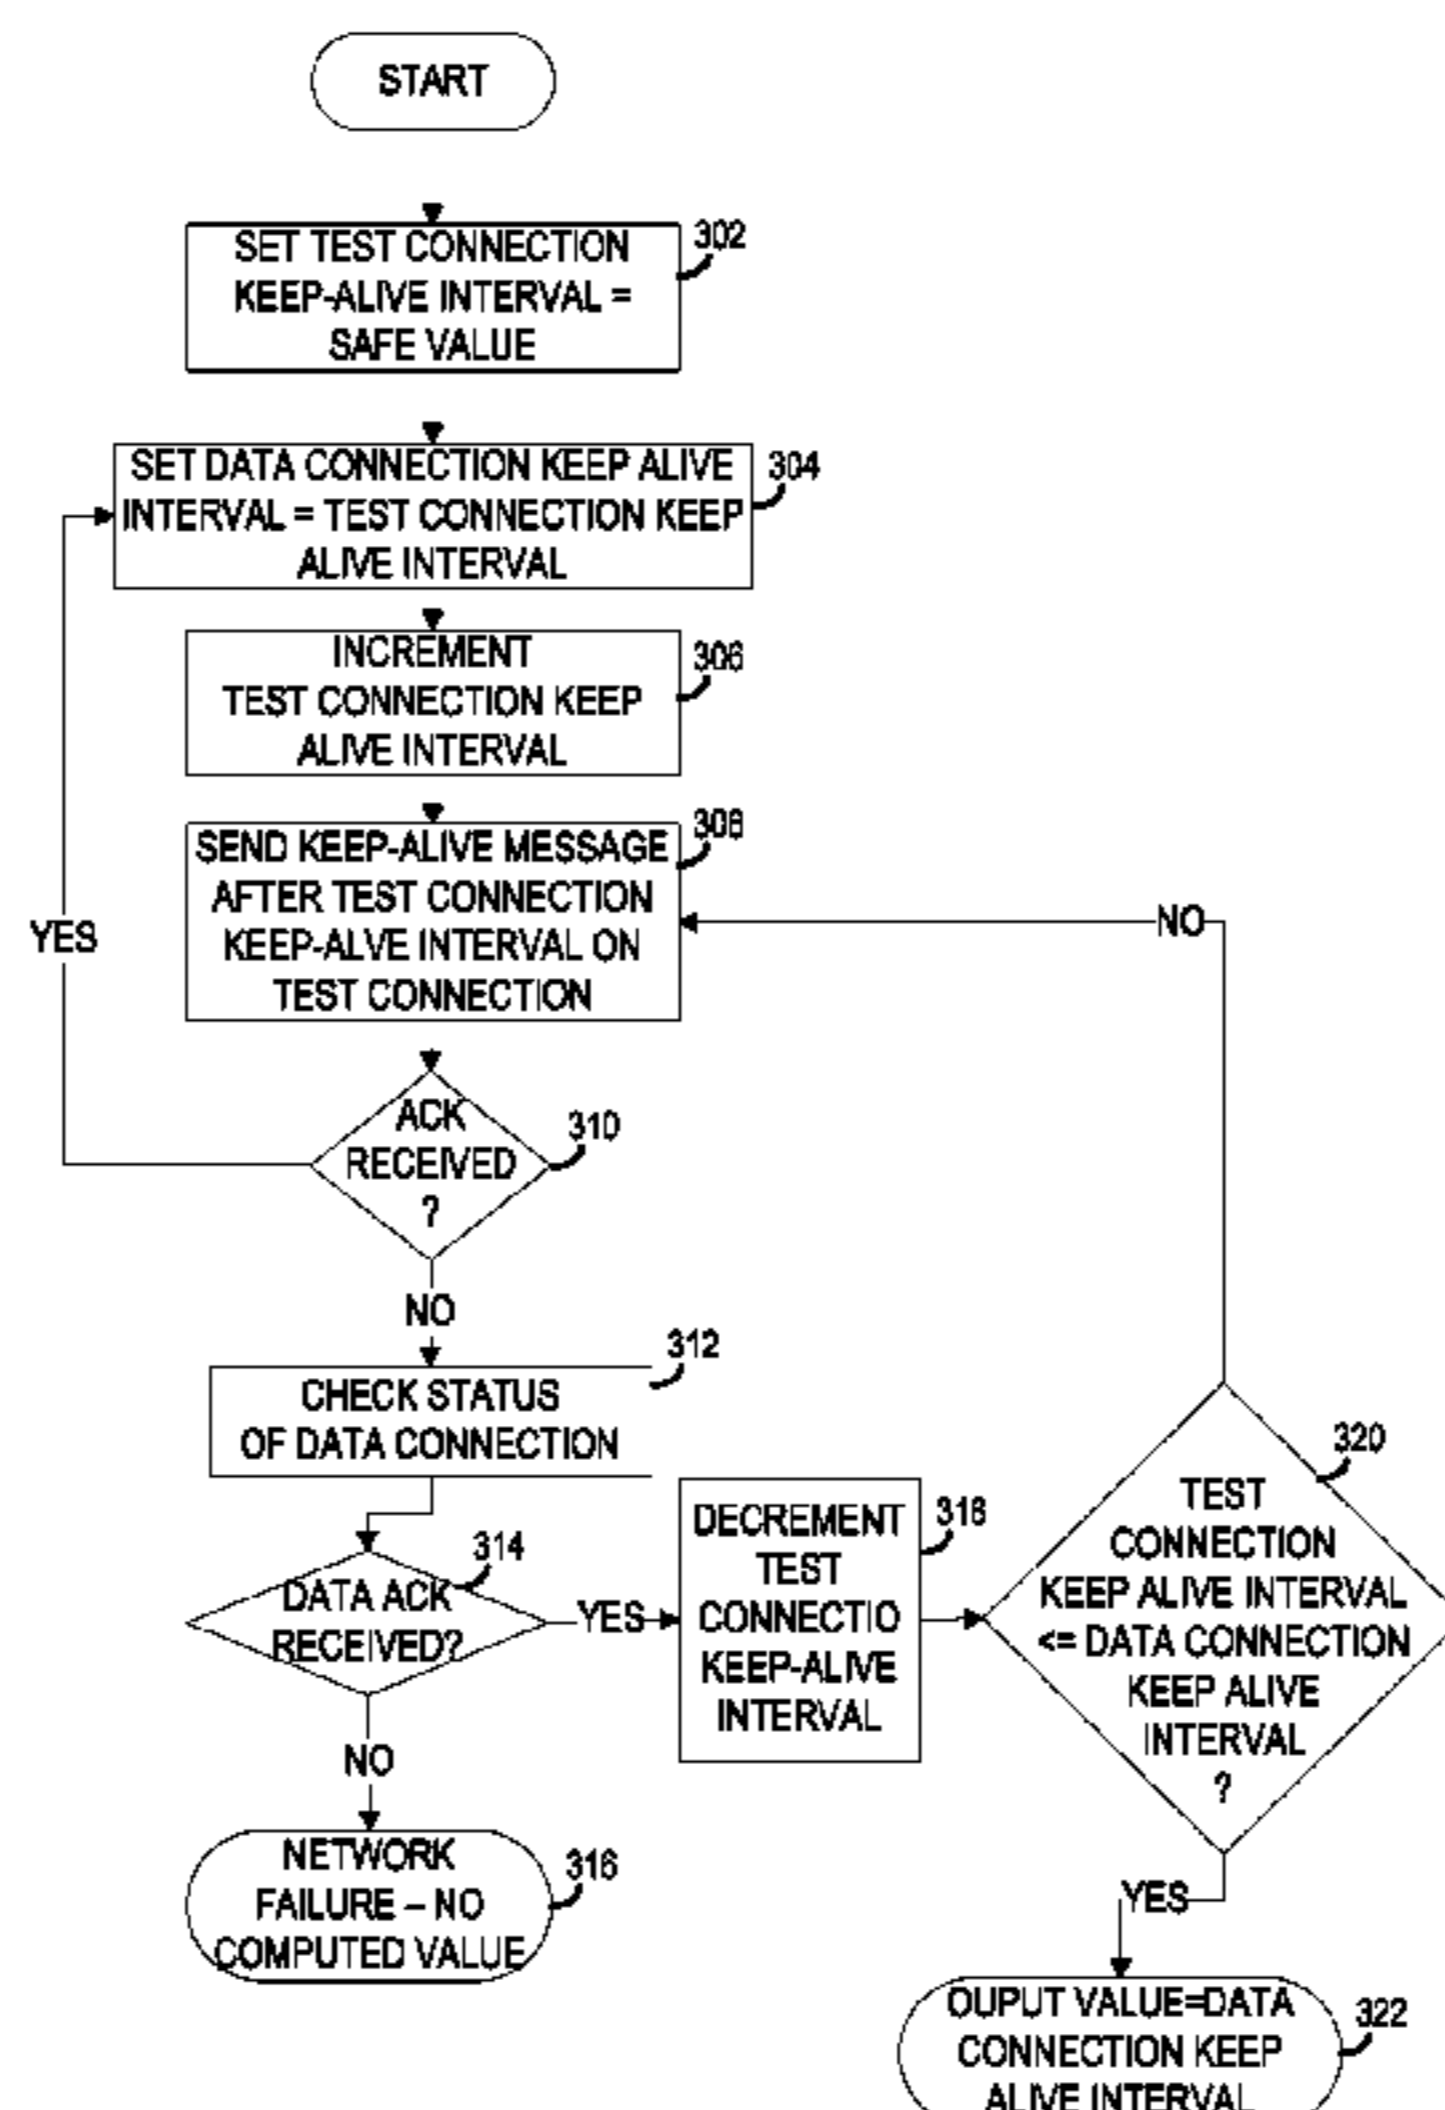 START
302
SET TEST CONNECTION
KEEP-ALIVE INTERVAL =
SAFE VALUE
304
SET DATA CONNECTION KEEP ALIVE
INTERVAL = TEST CONNECTION KEEP
ALIVE INTERVAL
306
INCREMENT
TEST CONNECTION KEEP
ALIVE INTERVAL
308
SEND KEEP-ALIVE MESSAGE
AFTER TEST CONNECTION
KEEP-ALVE INTERVAL ON
TEST CONNECTION
NO
YES
ACK
RECEIVED
?
310
NO
312
CHECK STATUS
OF DATA CONNECTION
314
DATA ACK
RECEIVED?
YES
318
DECREMENT
TEST
CONNECTIO
KEEP-ALIVE
INTERVAL
320
TEST
CONNECTION
KEEP ALIVE INTERVAL
<= DATA CONNECTION
KEEP ALIVE
INTERVAL
?
NO
316
NETWORK
FAILURE – NO
COMPUTED VALUE
YES
OUPUT VALUE=DATA
CONNECTION KEEP
ALIVE INTERVAL
322